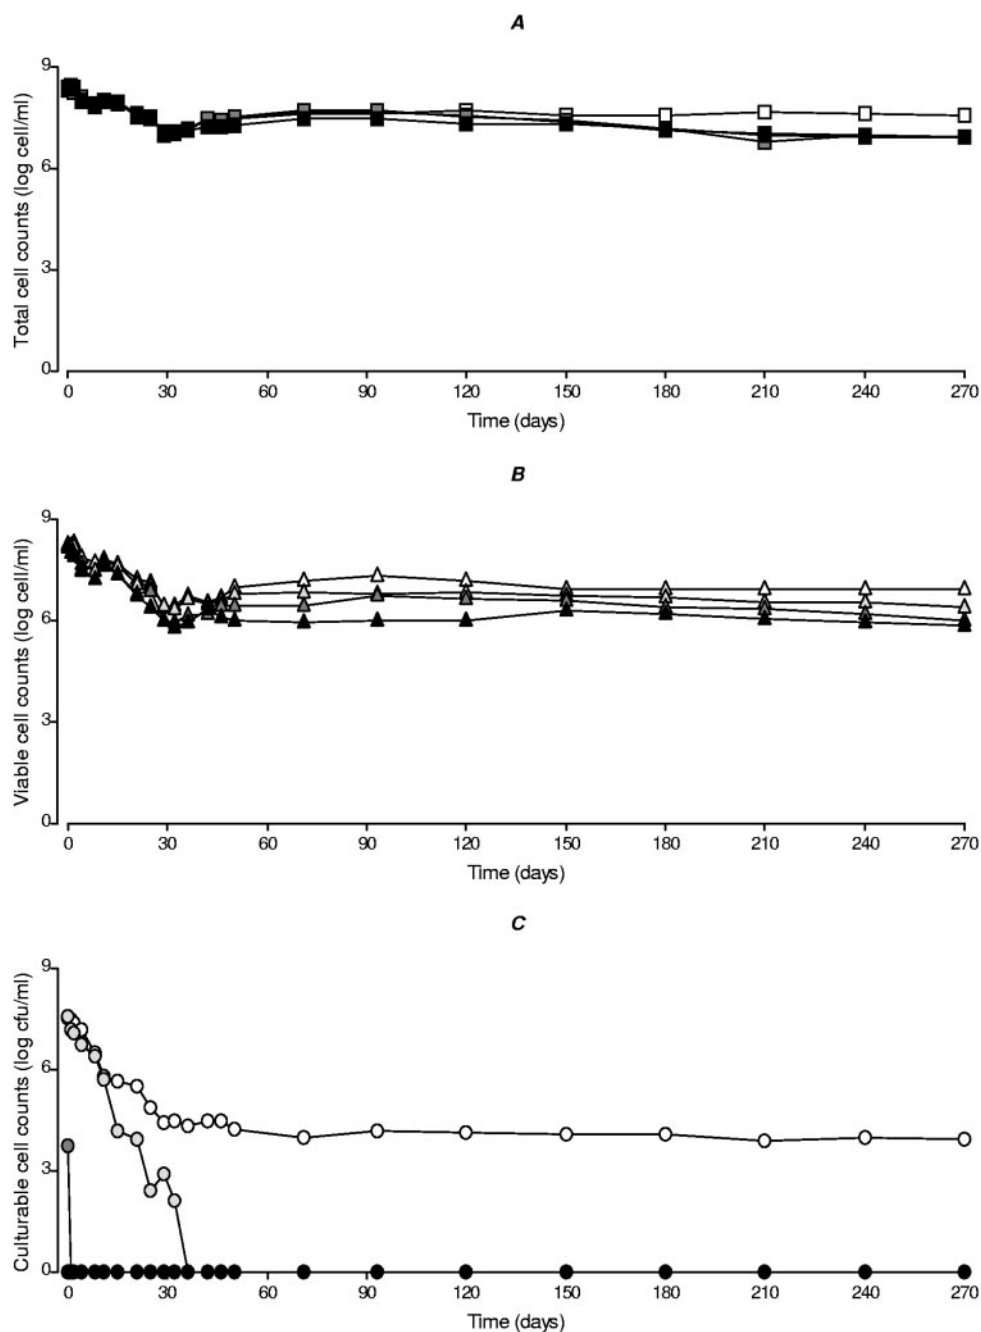 A
Total cell counts (log cell/ml)
9
6
3
0
0 30 60 90 120 150 180 210 240 270
Time (days)
B
Viable cell counts (log cell/ml)
9
6
3
0
0 30 60 90 120 150 180 210 240 270
Time (days)
C
Culturable cell counts (log cfu/ml)
9
6
3
0
0 30 60 90 120 150 180 210 240 270
Time (days)